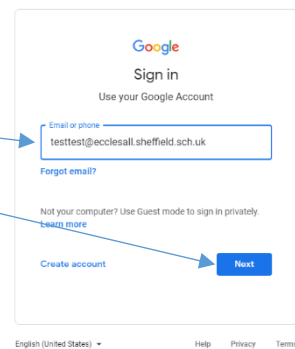 Google
Sign in
Use your Google Account
Email or phone
testtest@ecclesall.sheffield.sch.uk
Forgot email?
Not your computer? Use Guest mode to sign in privately.
Learn more
Create account
Next
English (United States)
Help Privacy Terms